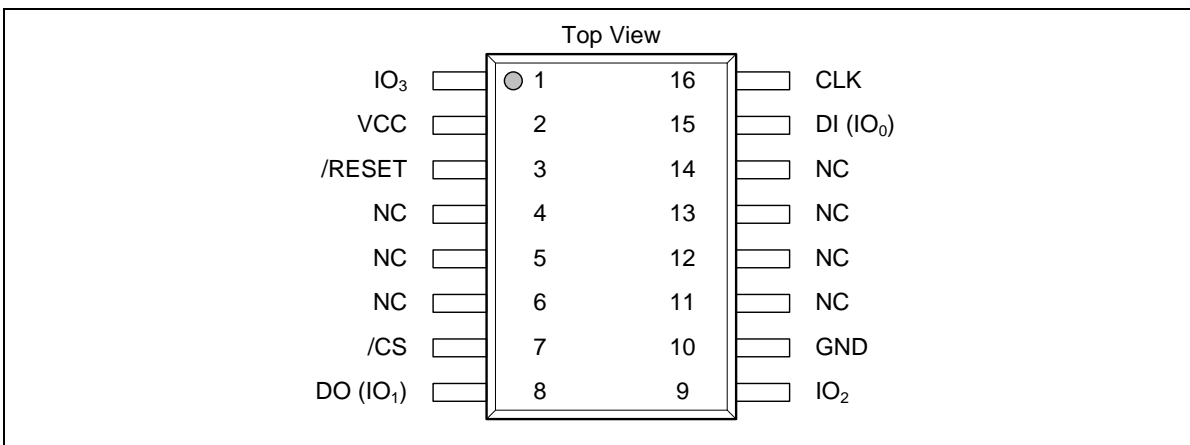 Top View
IO₃ 1 16 CLK
VCC 2 15 DI (IO₀)
/RESET 3 14 NC
NC 4 13 NC
NC 5 12 NC
NC 6 11 NC
/CS 7 10 GND
DO (IO₁) 8 9 IO₂